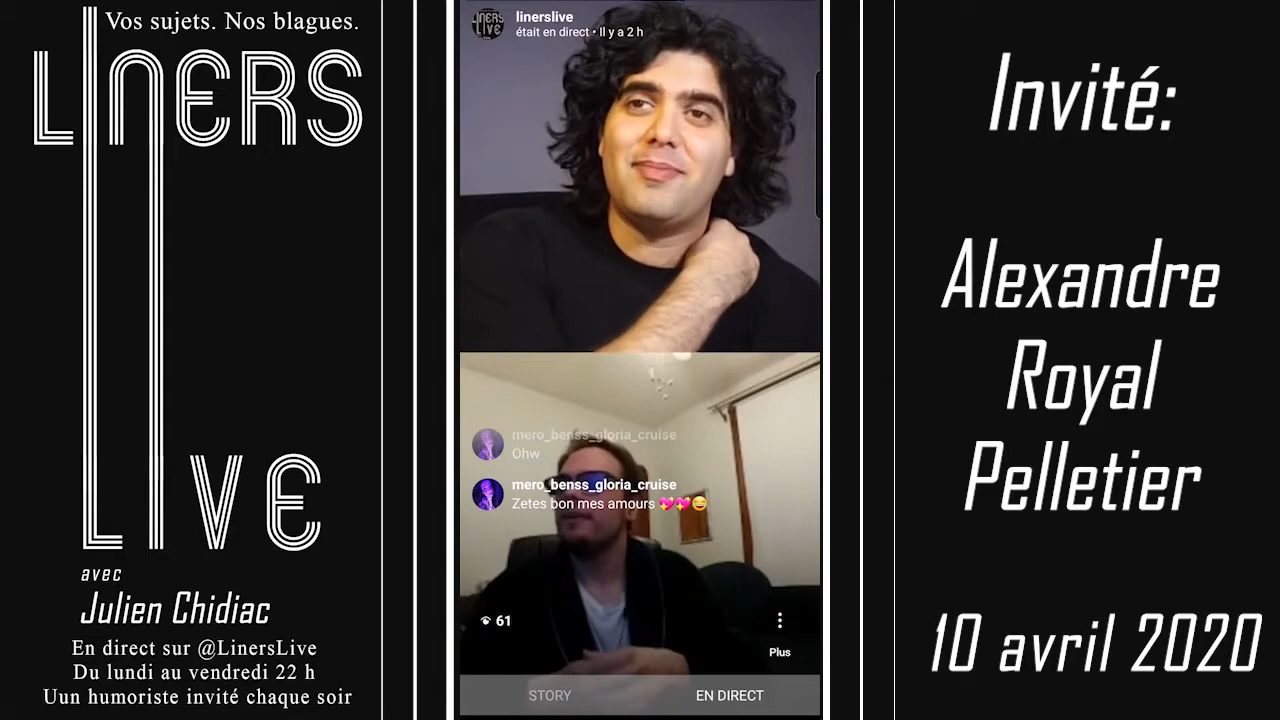 Vos sujets. Nos blagues.
LINERS
LIVE
avec
Julien Chidiac
En direct sur @LinersLive
Du lundi au vendredi 22 h
Uun humoriste invité chaque soir
LINERS
LIVE
linerslive
était en direct • Il y a 2 h
mero_benss_gloria_cruise
Ohw
mero_benss_gloria_cruise
Zetes bon mes amours 💖💖😅
61
Plus
STORY
EN DIRECT
Invité:
Alexandre
Royal
Pelletier
10 avril 2020